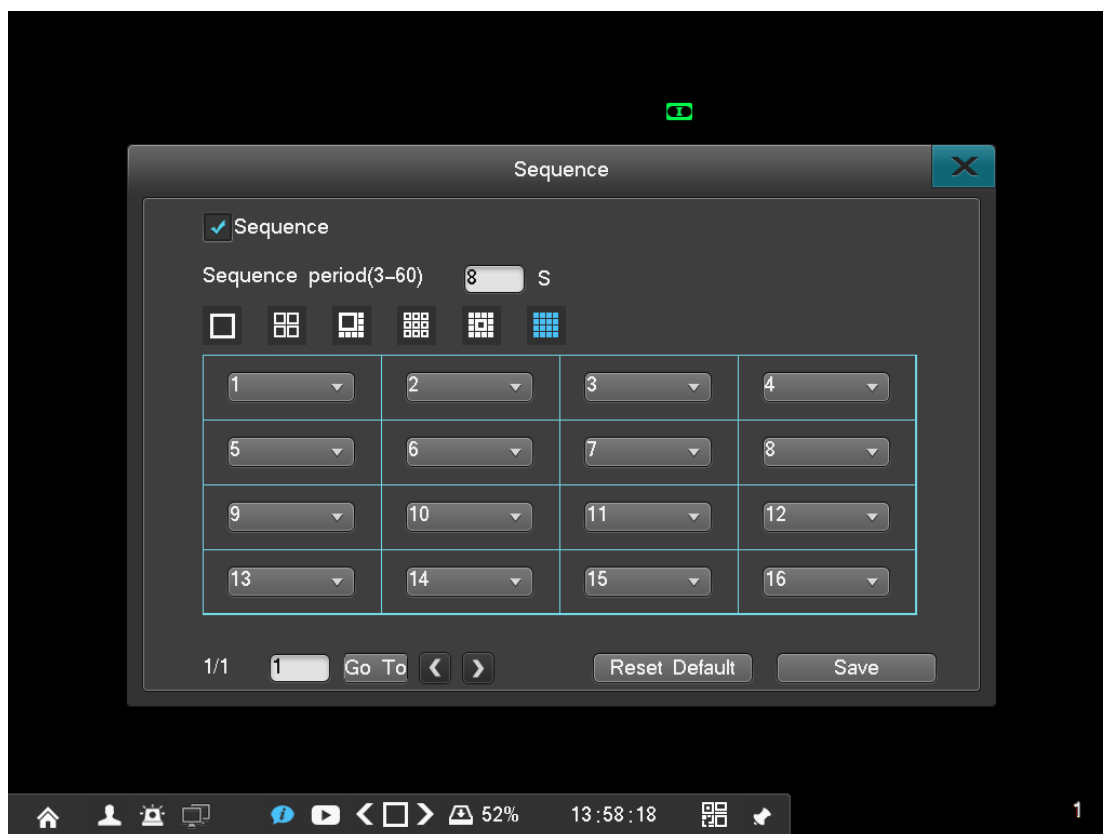 Sequence
X
Sequence
Sequence period(3-60) 8 S
1 2 3 4
5 6 7 8
9 10 11 12
13 14 15 16
1/1 1 Go To Reset Default Save
52% 13:58:18 1